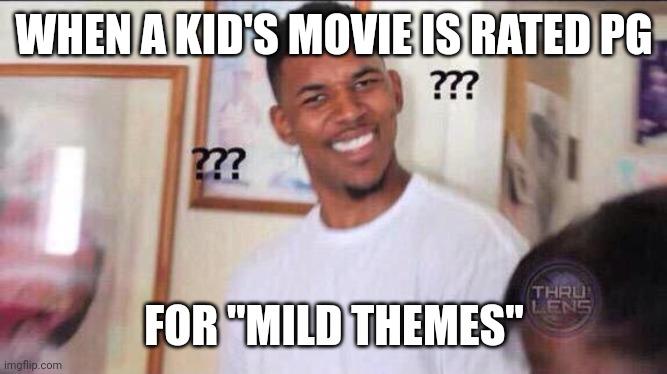 WHEN A KID'S MOVIE IS RATED PG
???
???
THRU
LENS
FOR "MILD THEMES"
imgflip.com